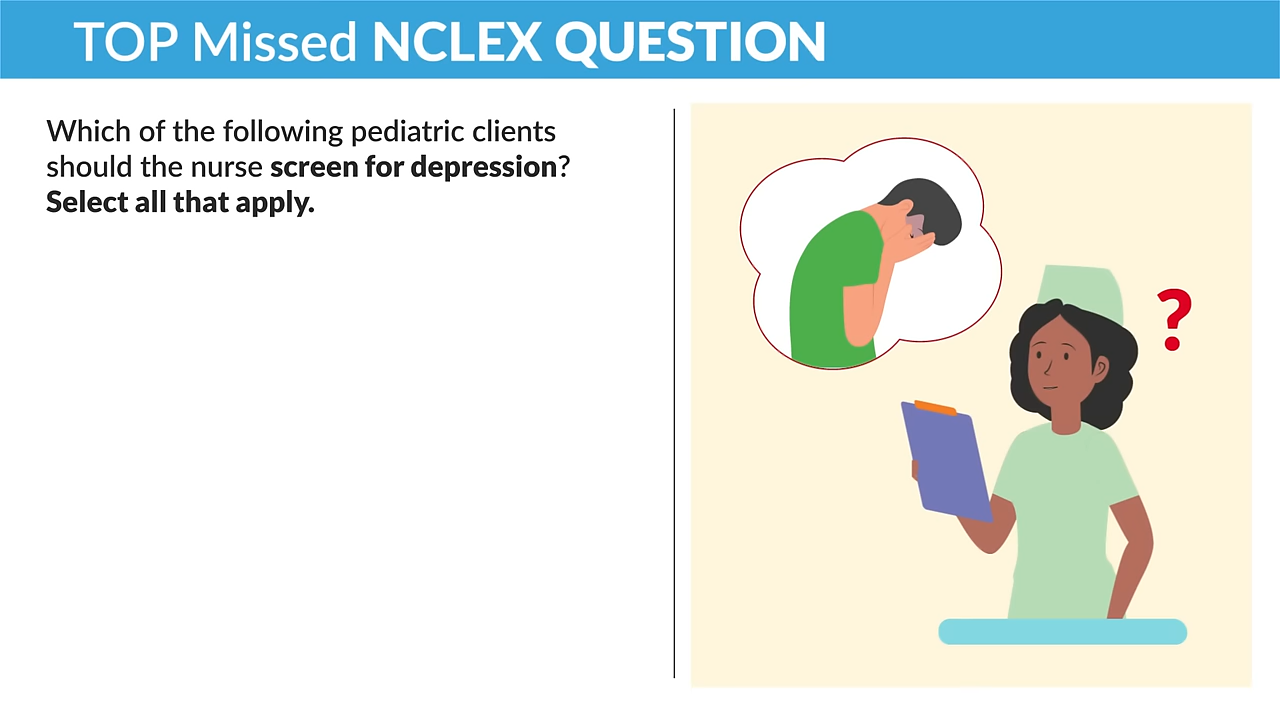 TOP Missed NCLEX QUESTION
Which of the following pediatric clients
should the nurse screen for depression?
Select all that apply.
?